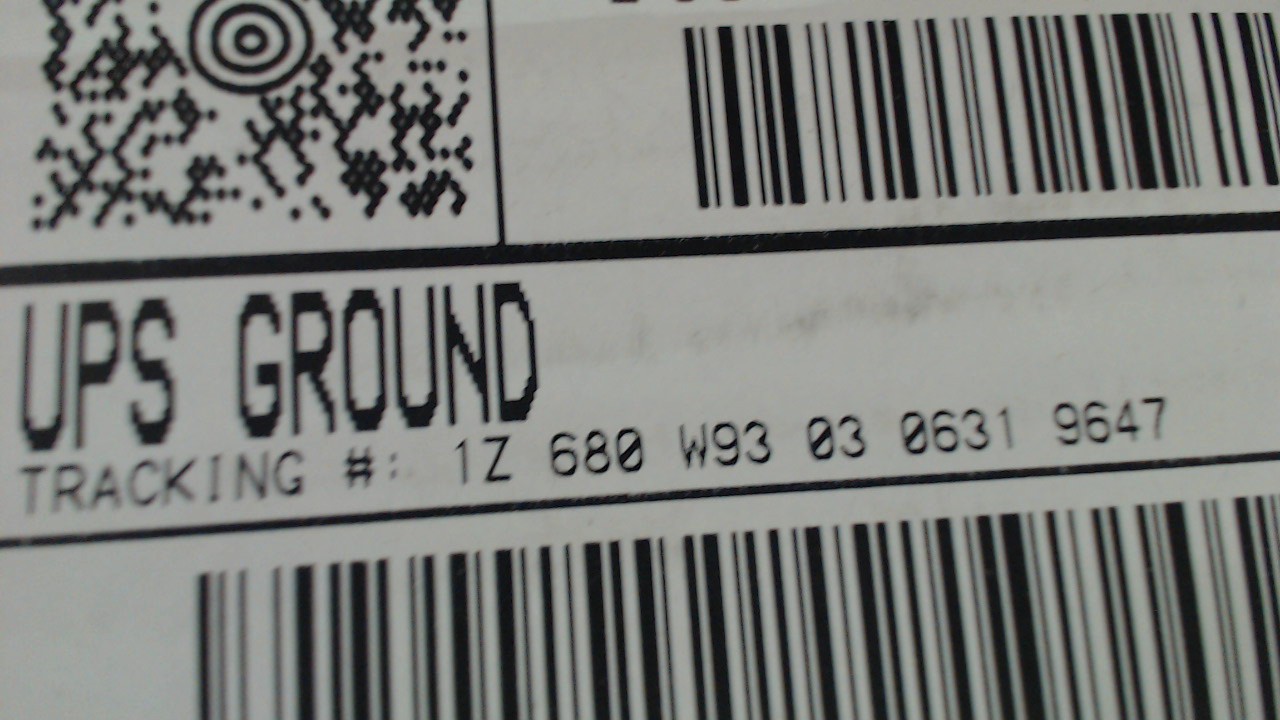 UPS GROUND
TRACKING #: 1Z 680 W93 03 0631 9647